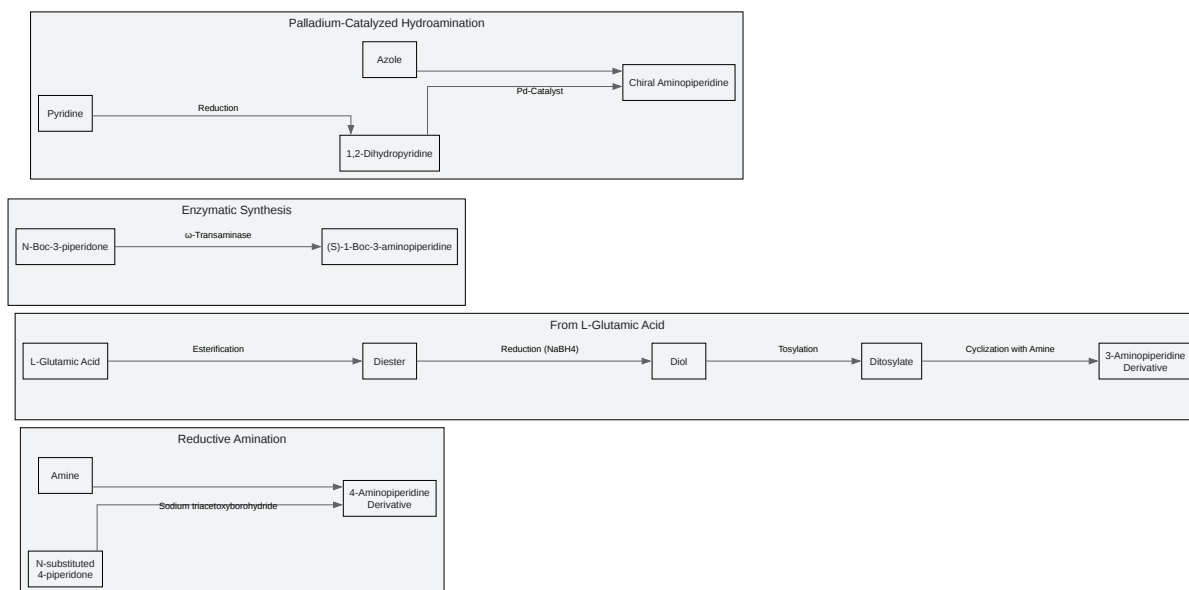 Palladium-Catalyzed Hydroamination
Azole
Chiral Aminopiperidine
Pd-Catalyst
Pyridine
Reduction
1,2-Dihydropyridine
Enzymatic Synthesis
N-Boc-3-piperidone
ω-Transaminase
(S)-1-Boc-3-aminopiperidine
From L-Glutamic Acid
L-Glutamic Acid
Esterification
Diester
Reduction (NaBH4)
Diol
Tosylation
Ditosylate
Cyclization with Amine
3-Aminopiperidine
Derivative
Reductive Amination
Amine
4-Aminopiperidine
Derivative
Sodium triacetoxyborohydride
N-substituted
4-piperidone